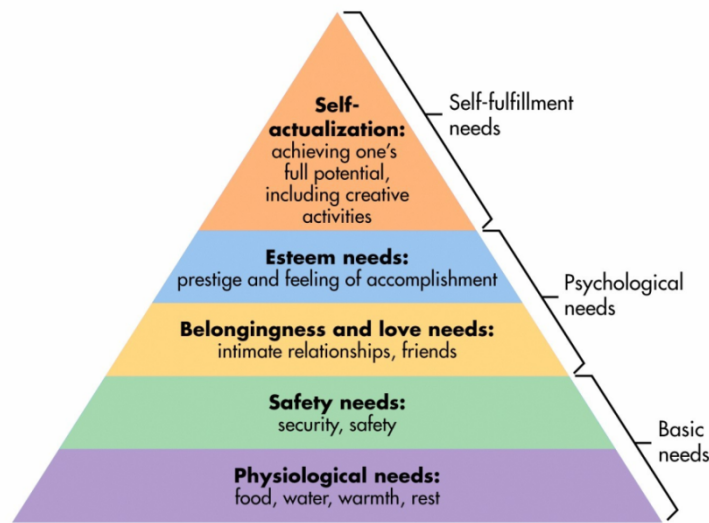 Self-
actualization:
achieving one's
full potential,
including creative
activities
Self-fulfillment
needs
Esteem needs:
prestige and feeling of accomplishment
Psychological
needs
Belongingness and love needs:
intimate relationships, friends
Safety needs:
security, safety
Basic
needs
Physiological needs:
food, water, warmth, rest